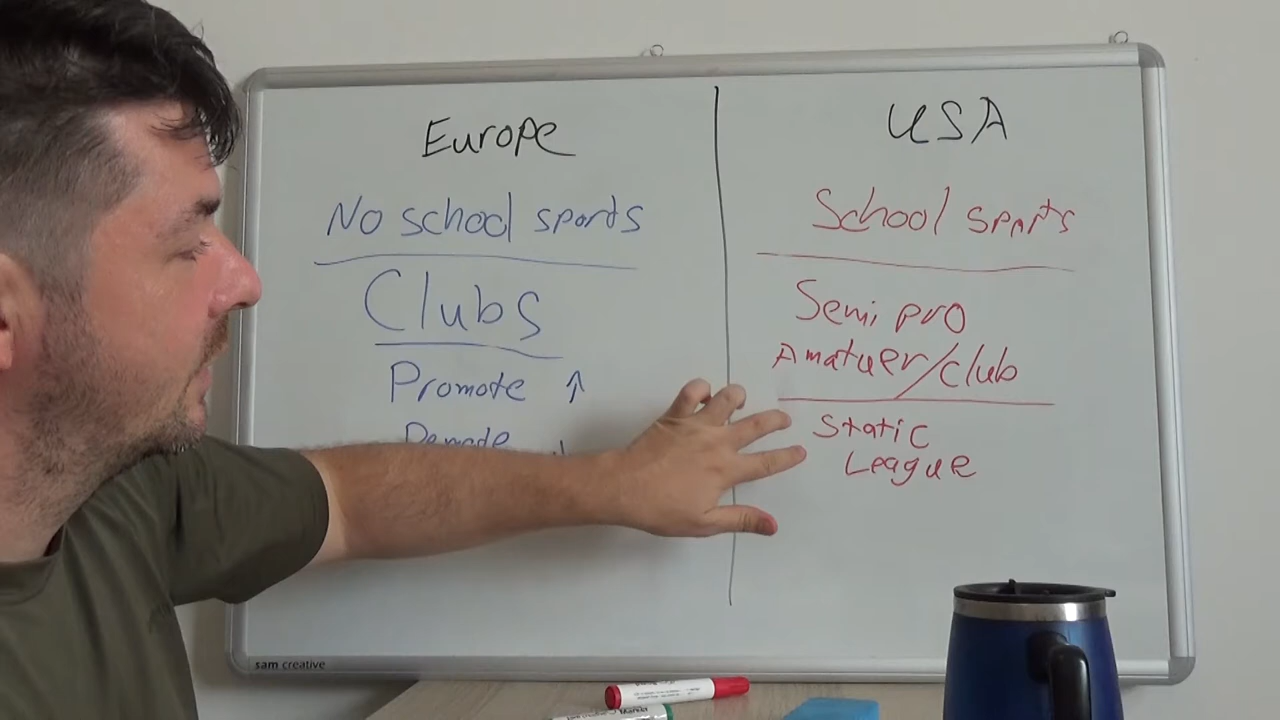 Europe
No school sports
Clubs
Promote ↑
USA
School sports
Semi pro
Amatuer/club
Static
League
sam creative